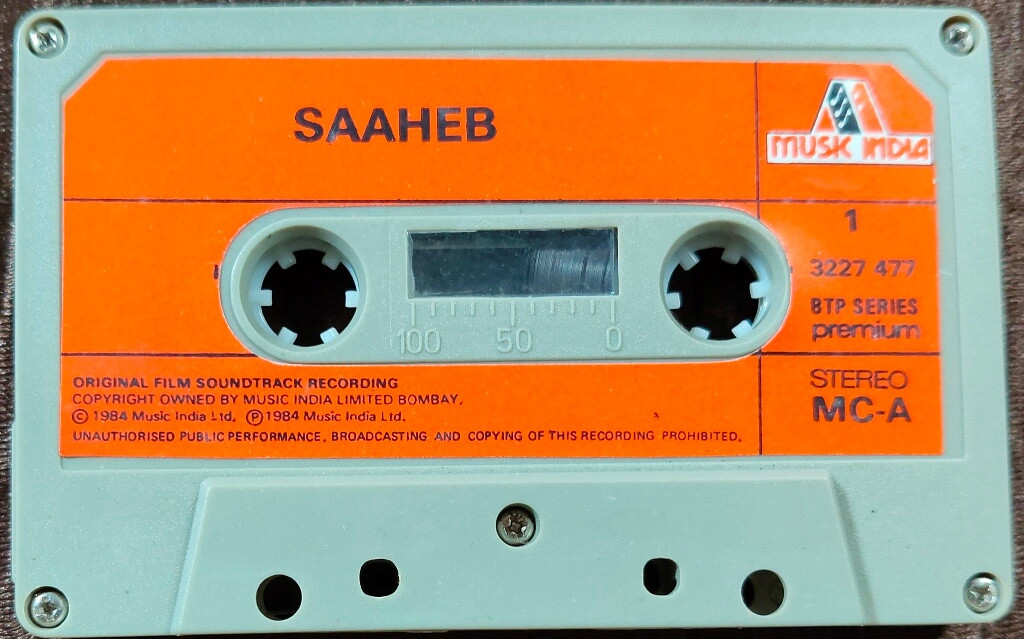 SAAHEB
MUSIC INDIA
1
3227 477
BTP SERIES
premium
100 50 0
ORIGINAL FILM SOUNDTRACK RECORDING
COPYRIGHT OWNED BY MUSIC INDIA LIMITED BOMBAY.
© 1984 Music India Ltd. ℗ 1984 Music India Ltd.
UNAUTHORISED PUBLIC PERFORMANCE, BROADCASTING AND COPYING OF THIS RECORDING PROHIBITED.
STEREO
MC-A